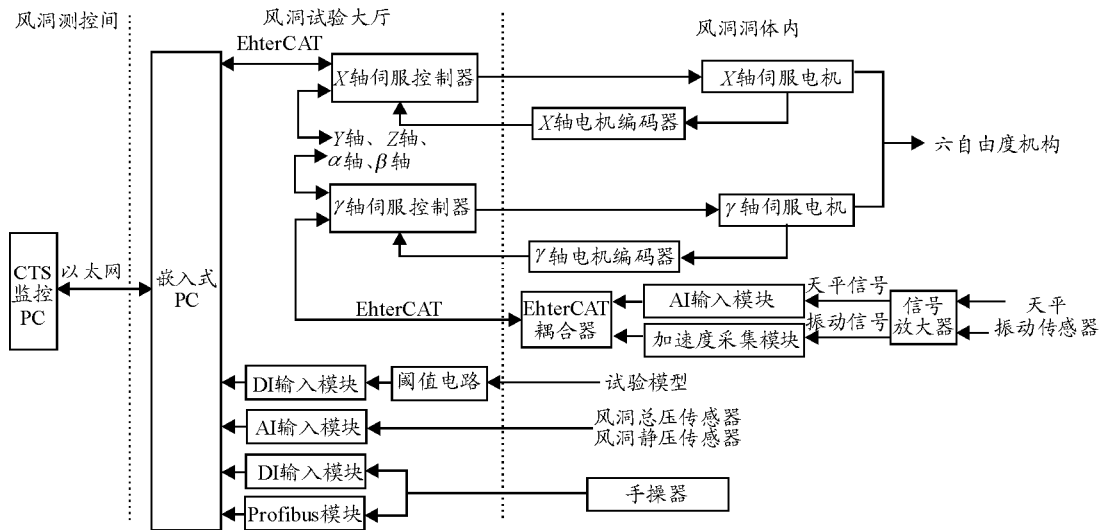 风洞测控间
风洞试验大厅
风洞洞体内
EhterCAT
X轴伺服控制器
X轴伺服电机
X轴电机编码器
Y轴、Z轴、
α轴、β轴
六自由度机构
γ轴伺服控制器
γ轴伺服电机
γ轴电机编码器
CTS
监控
PC
以太网
嵌入式
PC
EhterCAT
EhterCAT
耦合器
AI输入模块
天平信号
信号
放大器
天平
振动传感器
加速度采集模块
振动信号
DI输入模块
阈值电路
试验模型
AI输入模块
风洞总压传感器
风洞静压传感器
DI输入模块
手操器
Profibus模块